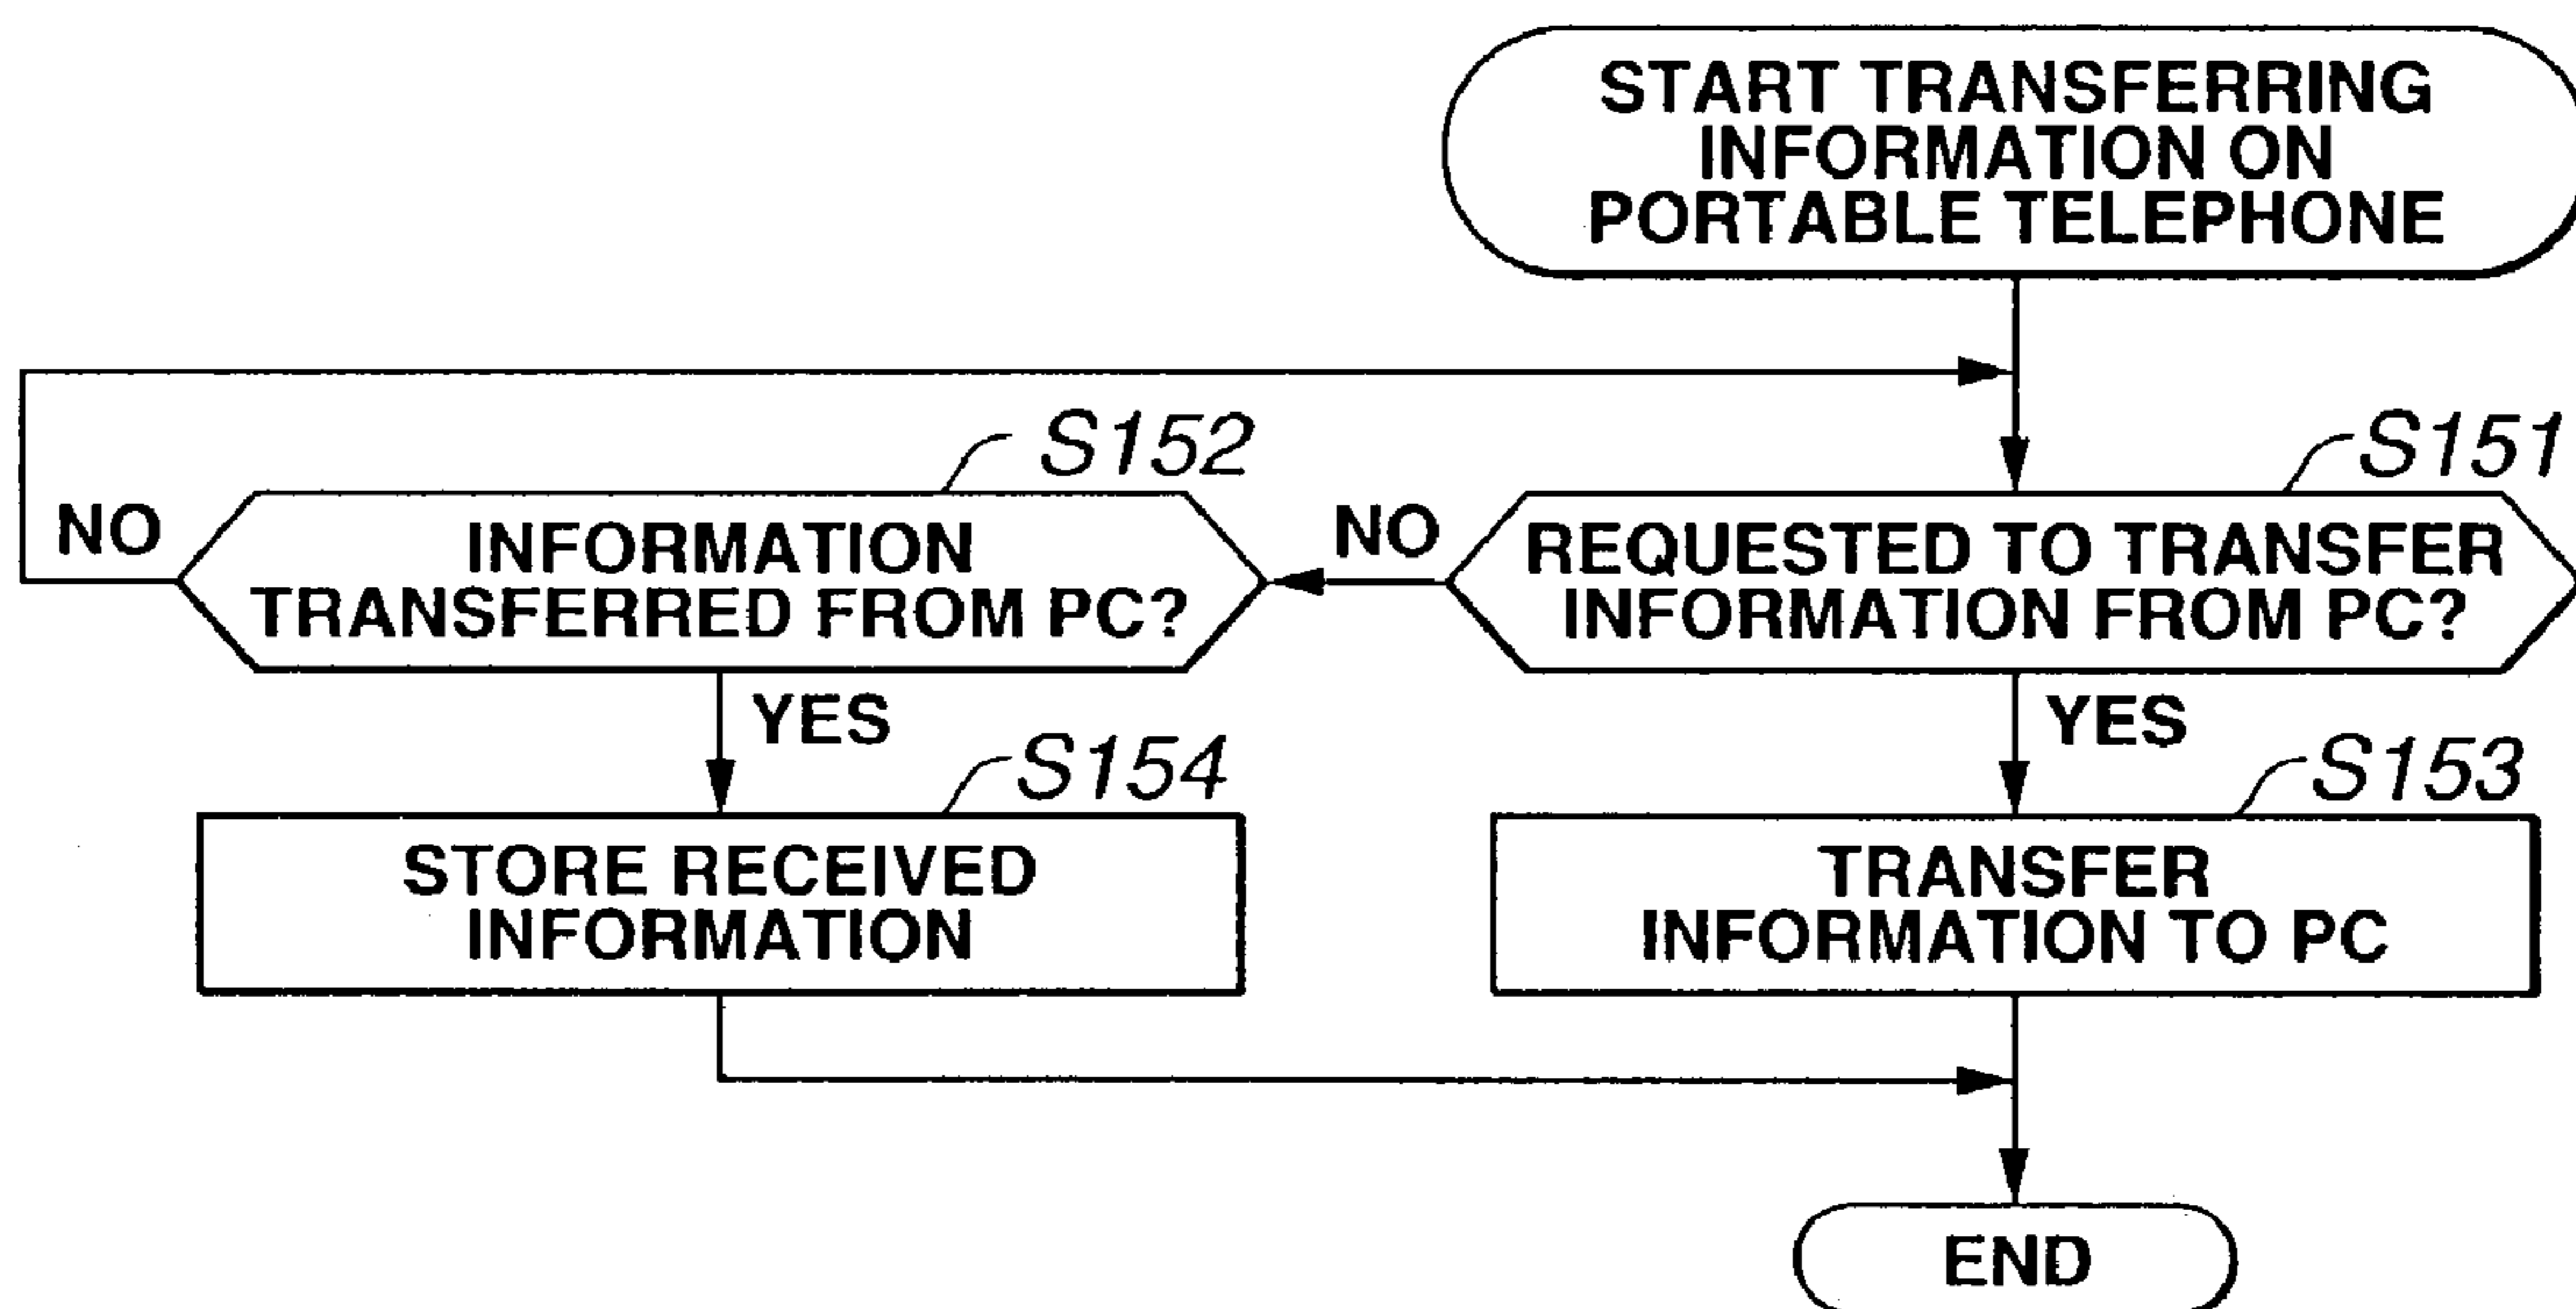 START TRANSFERRING
INFORMATION ON
PORTABLE TELEPHONE
S152
S151
NO
INFORMATION
TRANSFERRED FROM PC?
NO
REQUESTED TO TRANSFER
INFORMATION FROM PC?
YES
YES
S154
S153
STORE RECEIVED
INFORMATION
TRANSFER
INFORMATION TO PC
END